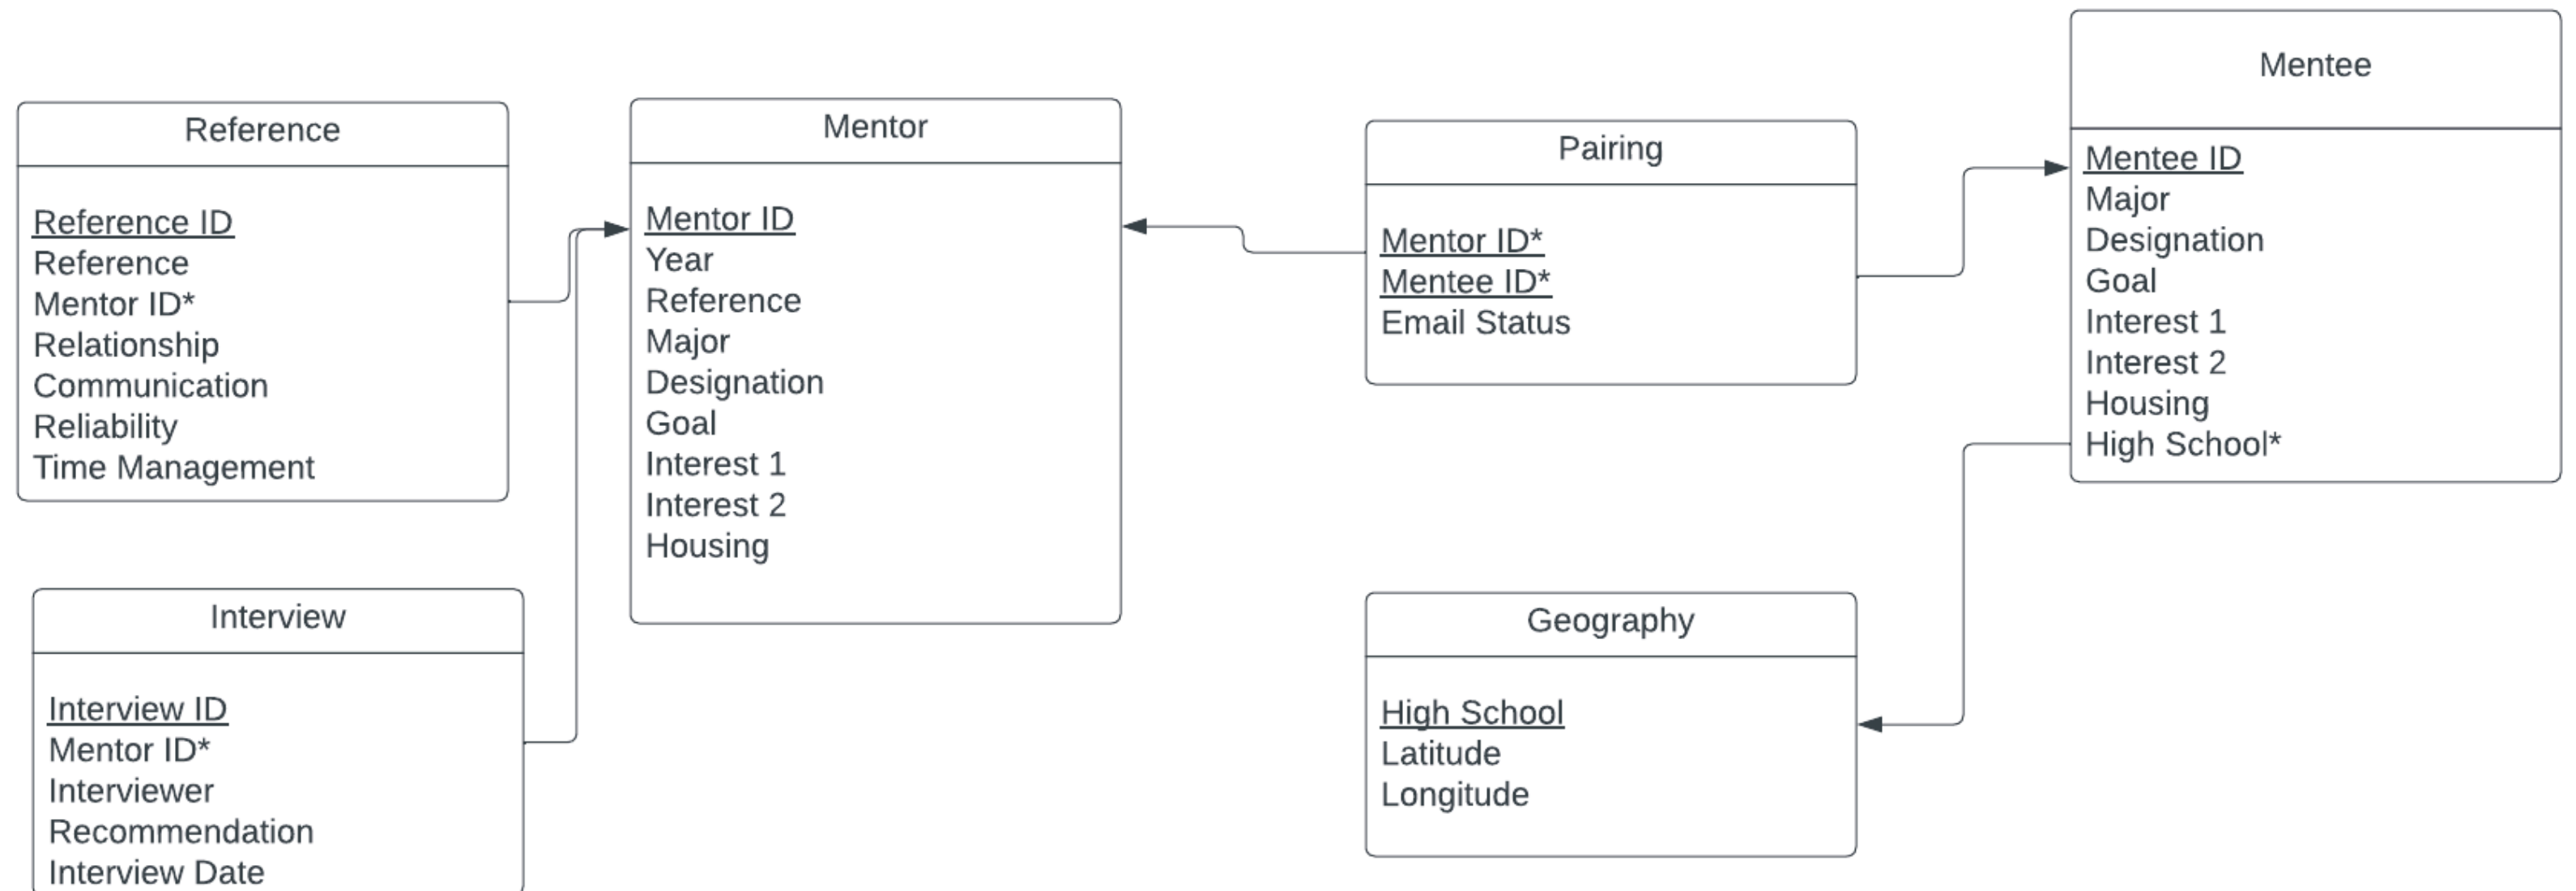 Reference
Reference ID
Reference
Mentor ID*
Relationship
Communication
Reliability
Time Management
Interview
Interview ID
Mentor ID*
Interviewer
Recommendation
Interview Date
Mentor
Mentor ID
Year
Reference
Major
Designation
Goal
Interest 1
Interest 2
Housing
Pairing
Mentor ID*
Mentee ID*
Email Status
Geography
High School
Latitude
Longitude
Mentee
Mentee ID
Major
Designation
Goal
Interest 1
Interest 2
Housing
High School*